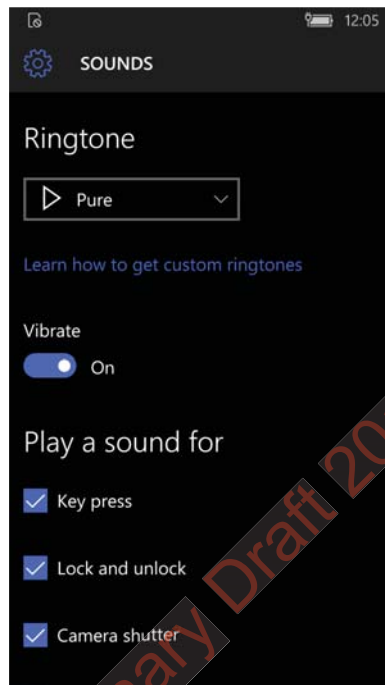 12:05
SOUNDS
Ringtone
Pure
Learn how to get custom ringtones
Vibrate
On
Play a sound for
Key press
Lock and unlock
Camera shutter
Draft